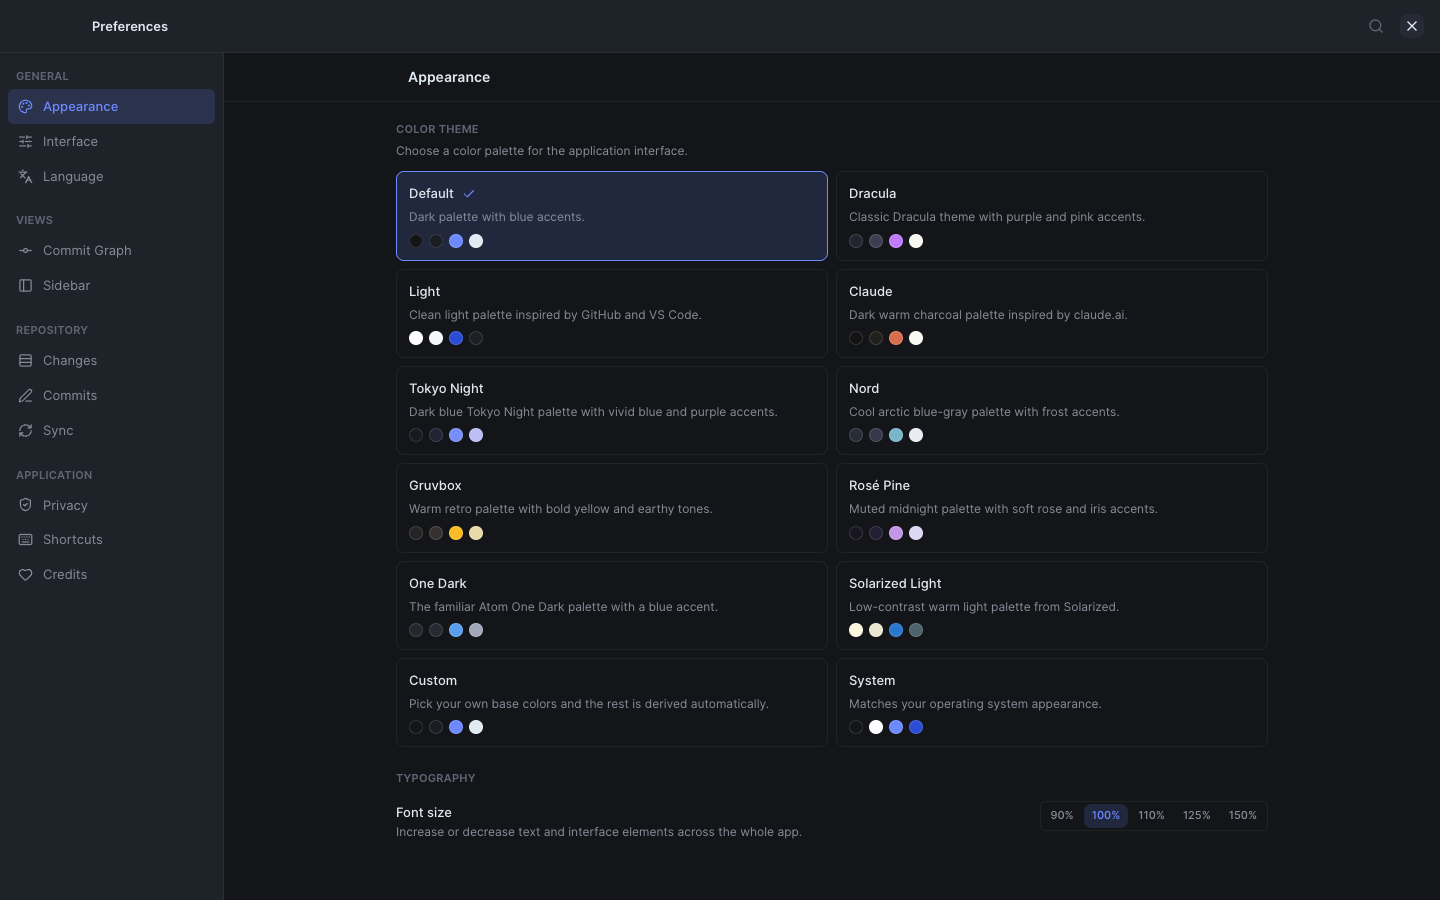 Preferences
GENERAL
Appearance
Interface
Language
VIEWS
Commit Graph
Sidebar
REPOSITORY
Changes
Commits
Sync
APPLICATION
Privacy
Shortcuts
Credits
Appearance
COLOR THEME
Choose a color palette for the application interface.
Default
Dark palette with blue accents.
Dracula
Classic Dracula theme with purple and pink accents.
Light
Clean light palette inspired by GitHub and VS Code.
Claude
Dark warm charcoal palette inspired by claude.ai.
Tokyo Night
Dark blue Tokyo Night palette with vivid blue and purple accents.
Nord
Cool arctic blue-gray palette with frost accents.
Gruvbox
Warm retro palette with bold yellow and earthy tones.
Rosé Pine
Muted midnight palette with soft rose and iris accents.
One Dark
The familiar Atom One Dark palette with a blue accent.
Solarized Light
Low-contrast warm light palette from Solarized.
Custom
Pick your own base colors and the rest is derived automatically.
System
Matches your operating system appearance.
TYPOGRAPHY
Font size
Increase or decrease text and interface elements across the whole app.
90% 100% 110% 125% 150%